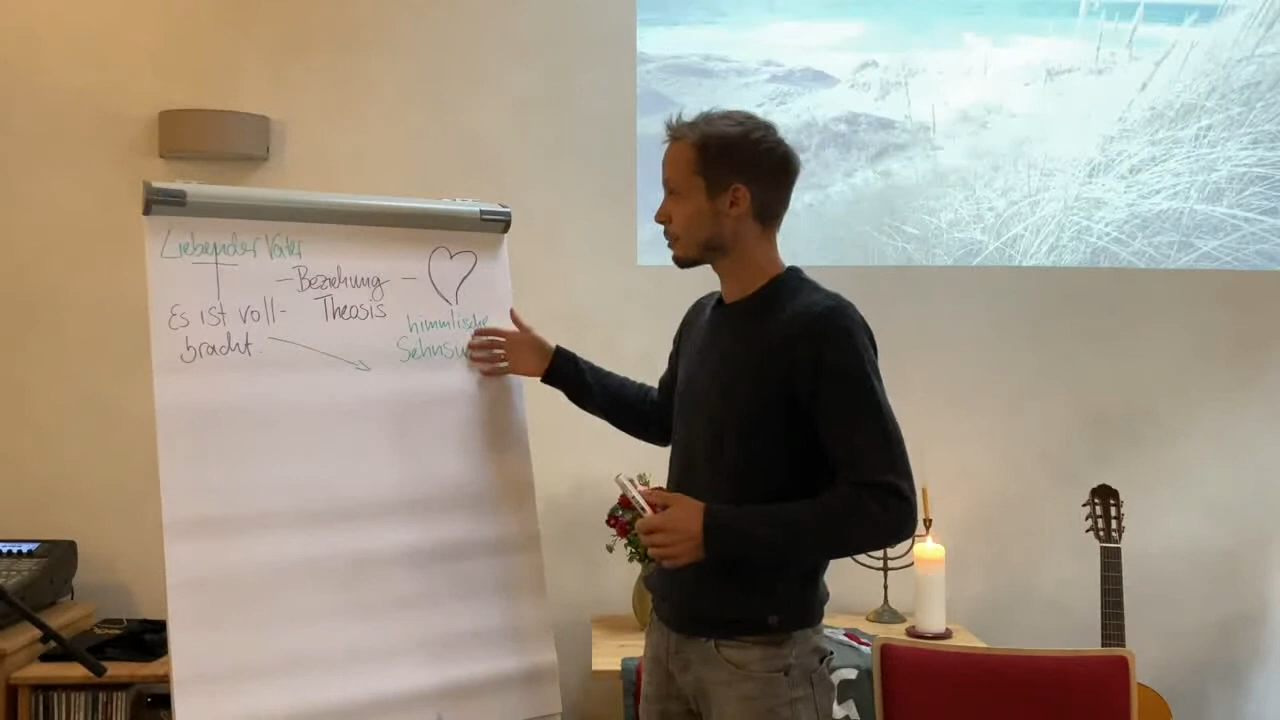 Liebender Vater
– Beziehung –
Theosis
Es ist voll-
bracht.
himmlische